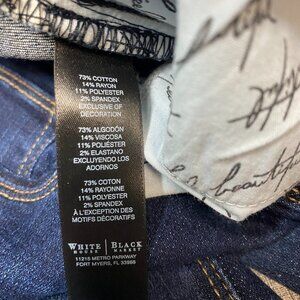 73% COTTON
14% RAYON
11% POLYESTER
2% SPANDEX
EXCLUSIVE OF
DECORATION
73% ALGODÓN
14% VISCOSA
11% POLIÉSTER
2% ELASTANO
EXCLUYENDO LOS
ADORNOS
73% COTON
14% RAYONNE
11% POLYESTER
2% SPANDEX
À L'EXCEPTION DES
MOTIFS DÉCORATIFS
WHITE HOUSE | BLACK MARKET
11215 METRO PARKWAY
FORT MYERS, FL 33966